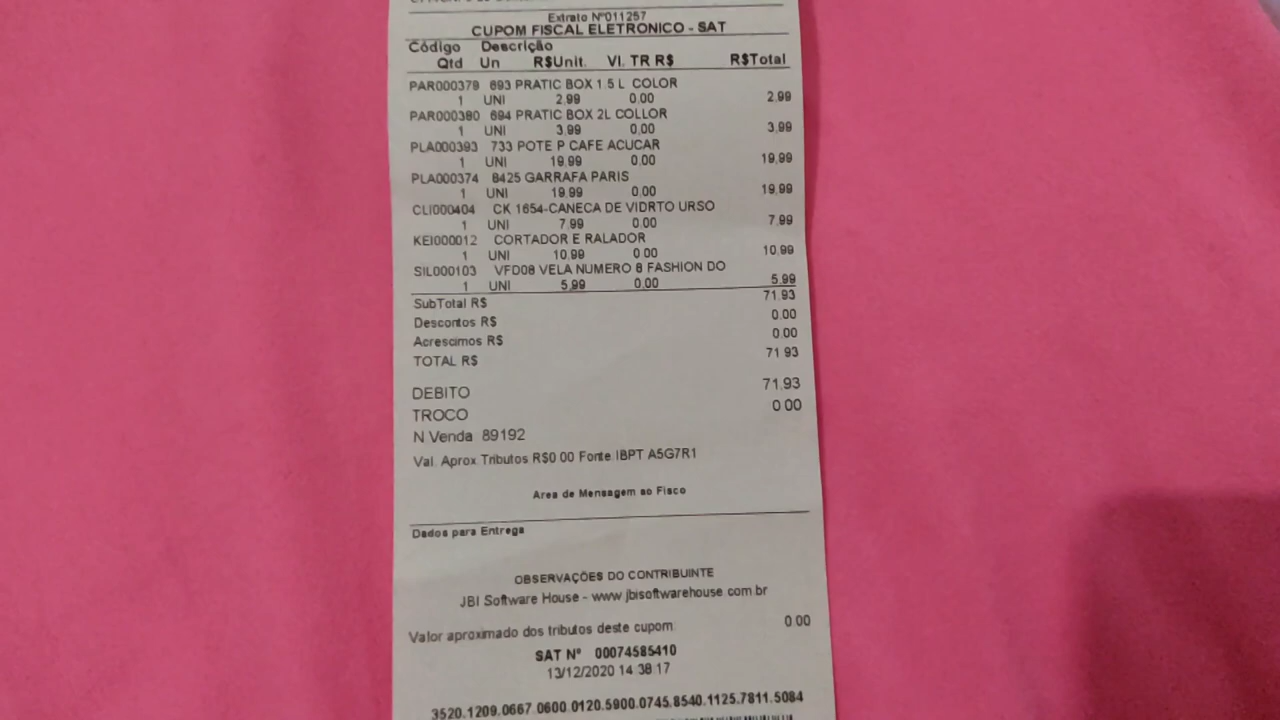 Extrato Nº011257
CUPOM FISCAL ELETRONICO - SAT
Código Descrição
Qtd Un R$Unit. Vl. TR R$ R$Total
PAR000379 693 PRATIC BOX 1.5 L COLOR
1 UNI 2.99 0.00 2.99
PAR000380 694 PRATIC BOX 2L COLLOR
1 UNI 3.99 0.00 3.99
PLA000393 733 POTE P CAFE ACUCAR
1 UNI 19.99 0.00 19.99
PLA000374 8425 GARRAFA PARIS
1 UNI 19.99 0.00 19.99
CLI000404 CK 1654-CANECA DE VIDRTO URSO
1 UNI 7.99 0.00 7.99
KEI000012 CORTADOR E RALADOR
1 UNI 10.99 0.00 10.99
SIL000103 VFD08 VELA NUMERO 8 FASHION DO
1 UNI 5.99 0.00 5.99
SubTotal R$ 71.93
Descontos R$ 0.00
Acrescimos R$ 0.00
TOTAL R$ 71.93
DEBITO 71.93
TROCO 0.00
N Venda 89192
Val. Aprox Tributos R$0.00 Fonte IBPT A5G7R1
Area de Mensagem ao Fisco
Dados para Entrega
OBSERVAÇÕES DO CONTRIBUINTE
JBI Software House - www.jbisoftwarehouse.com.br
Valor aproximado dos tributos deste cupom 0.00
SAT Nº 00074585410
13/12/2020 14:38:17
3520.1209.0667.0600.0120.5900.0745.8540.1125.7811.5084